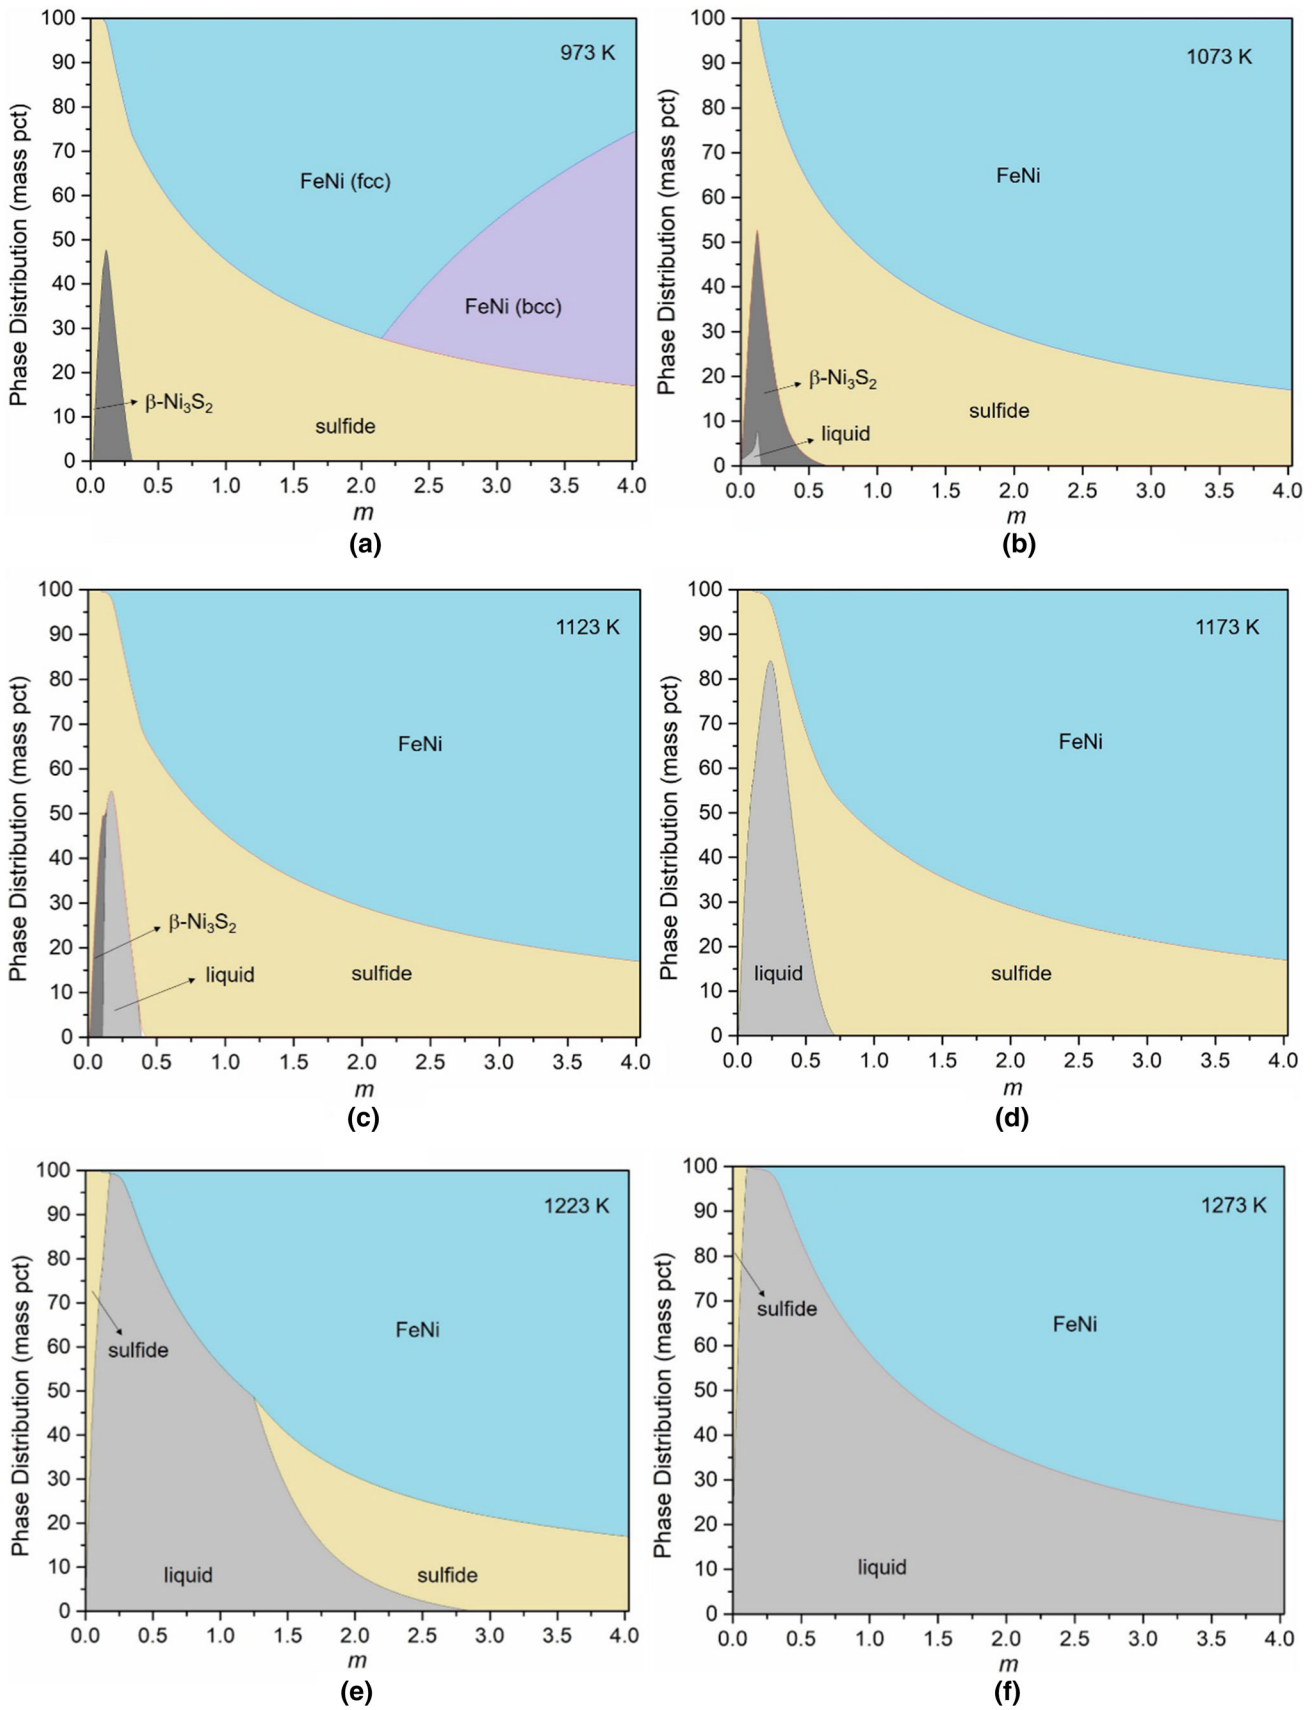 973 K
Phase Distribution (mass pct)
100
90
80
70
60
50
40
30
20
10
0
FeNi (fcc)
FeNi (bcc)
β-Ni₃S₂
sulfide
0.0 0.5 1.0 1.5 2.0 2.5 3.0 3.5 4.0
m
(a)
1073 K
Phase Distribution (mass pct)
100
90
80
70
60
50
40
30
20
10
0
FeNi
β-Ni₃S₂
sulfide
liquid
0.0 0.5 1.0 1.5 2.0 2.5 3.0 3.5 4.0
m
(b)
1123 K
Phase Distribution (mass pct)
100
90
80
70
60
50
40
30
20
10
0
FeNi
β-Ni₃S₂
liquid
sulfide
0.0 0.5 1.0 1.5 2.0 2.5 3.0 3.5 4.0
m
(c)
1173 K
Phase Distribution (mass pct)
100
90
80
70
60
50
40
30
20
10
0
FeNi
liquid
sulfide
0.0 0.5 1.0 1.5 2.0 2.5 3.0 3.5 4.0
m
(d)
1223 K
Phase Distribution (mass pct)
100
90
80
70
60
50
40
30
20
10
0
FeNi
sulfide
liquid
sulfide
0.0 0.5 1.0 1.5 2.0 2.5 3.0 3.5 4.0
m
(e)
1273 K
Phase Distribution (mass pct)
100
90
80
70
60
50
40
30
20
10
0
sulfide
FeNi
liquid
0.0 0.5 1.0 1.5 2.0 2.5 3.0 3.5 4.0
m
(f)